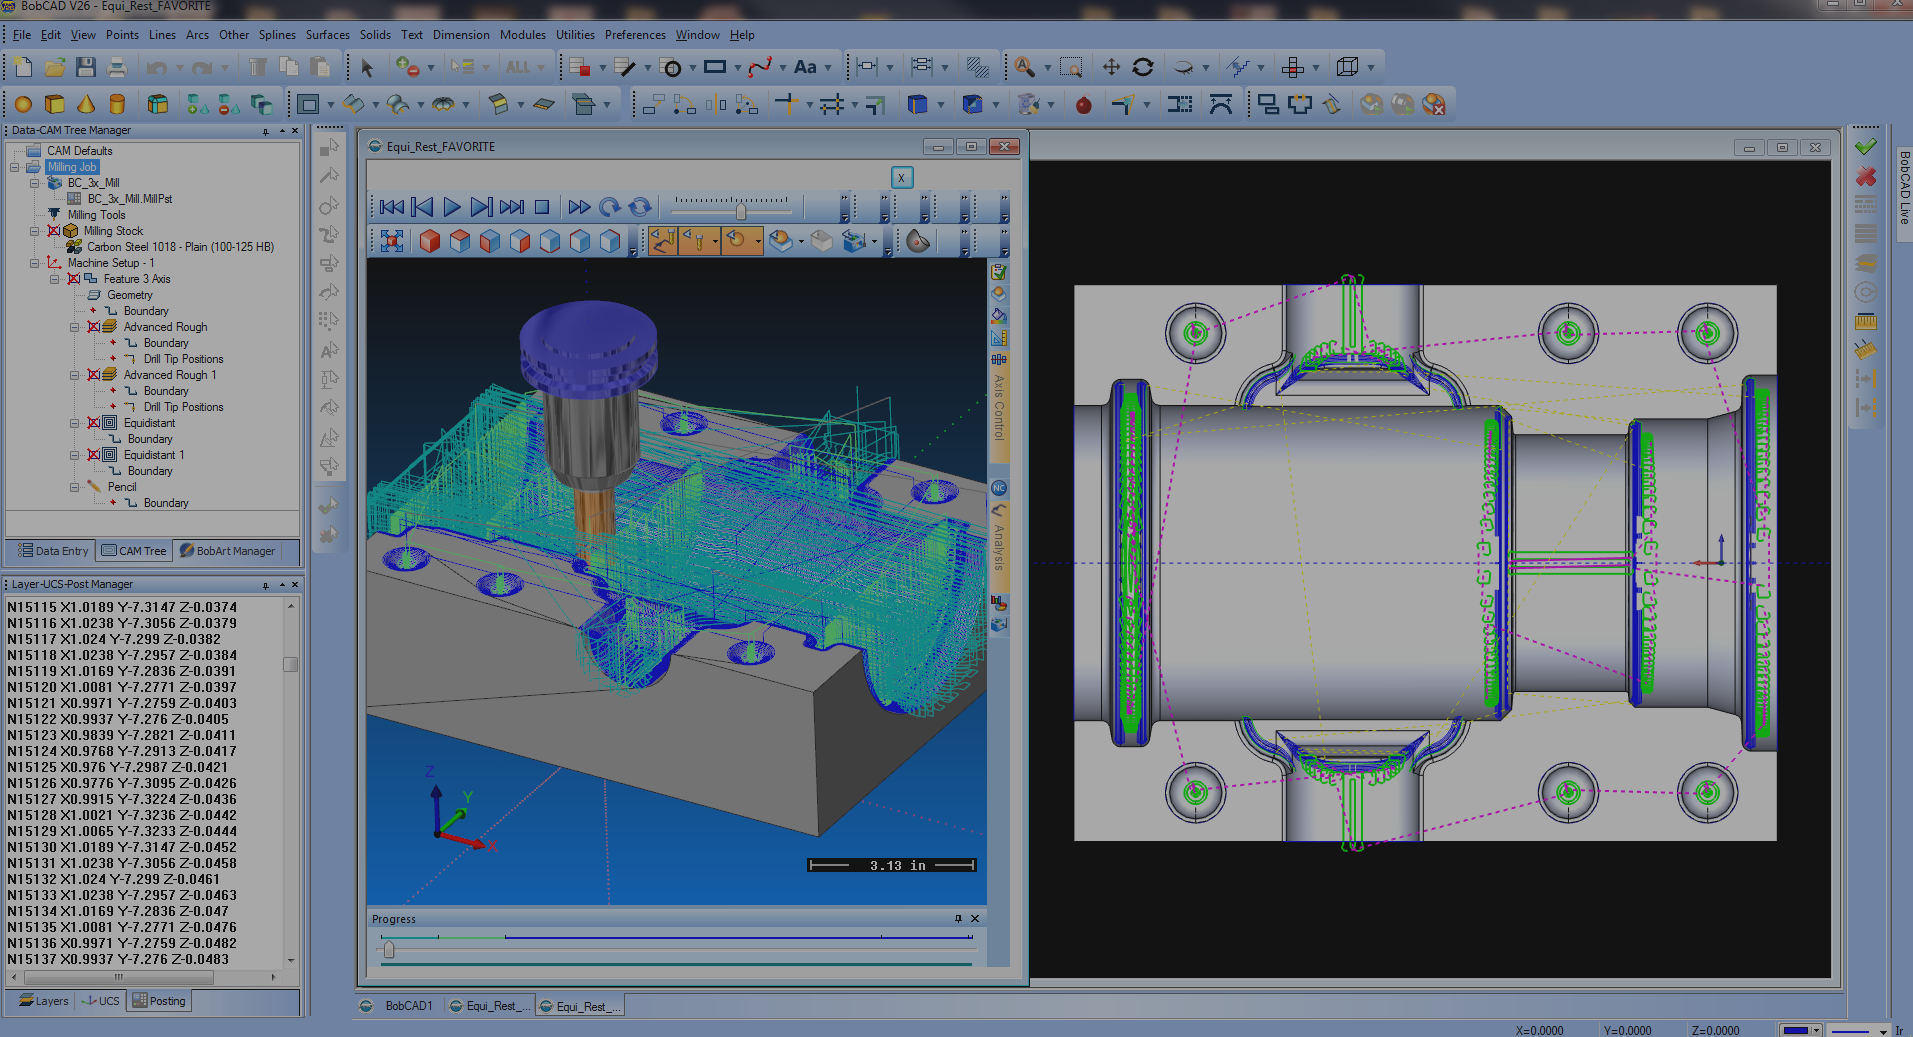 BobCAD V26 - Equi_Rest_FAVORITE
File Edit View Points Lines Arcs Other Splines Surfaces Solids Text Dimension Modules Utilities Preferences Window Help
ALL
Aa
Data-CAM Tree Manager
CAM Defaults
Milling Job
BC_3x_Mill
BC_3x_Mill.MillPst
Milling Tools
Milling Stock
Carbon Steel 1018 - Plain (100-125 HB)
Machine Setup - 1
Feature 3 Axis
Geometry
Boundary
Advanced Rough
Boundary
Drill Tip Positions
Advanced Rough 1
Boundary
Drill Tip Positions
Equidistant
Boundary
Equidistant 1
Boundary
Pencil
Boundary
Data Entry CAM Tree BobArt Manager
Layer-UCS-Post Manager
N15115 X1.0189 Y-7.3147 Z-0.0374
N15116 X1.0238 Y-7.3056 Z-0.0379
N15117 X1.024 Y-7.299 Z-0.0382
N15118 X1.0238 Y-7.2957 Z-0.0384
N15119 X1.0169 Y-7.2836 Z-0.0391
N15120 X1.0081 Y-7.2771 Z-0.0397
N15121 X0.9971 Y-7.2759 Z-0.0403
N15122 X0.9937 Y-7.276 Z-0.0405
N15123 X0.9839 Y-7.2821 Z-0.0411
N15124 X0.9768 Y-7.2913 Z-0.0417
N15125 X0.976 Y-7.2987 Z-0.0421
N15126 X0.9776 Y-7.3095 Z-0.0426
N15127 X0.9915 Y-7.3224 Z-0.0436
N15128 X1.0021 Y-7.3236 Z-0.0442
N15129 X1.0065 Y-7.3233 Z-0.0444
N15130 X1.0189 Y-7.3147 Z-0.0452
N15131 X1.0238 Y-7.3056 Z-0.0458
N15132 X1.024 Y-7.299 Z-0.0461
N15133 X1.0238 Y-7.2957 Z-0.0463
N15134 X1.0169 Y-7.2836 Z-0.047
N15135 X1.0081 Y-7.2771 Z-0.0476
N15136 X0.9971 Y-7.2759 Z-0.0482
N15137 X0.9937 Y-7.276 Z-0.0483
Layers UCS Posting
Equi_Rest_FAVORITE
X
Axis Control
NC
Analysis
Z
Y
X
3.13 in
Progress
BobCAD1 Equi_Rest_... Equi_Rest_...
BobCAD Live
X=0.0000 Y=0.0000 Z=0.0000